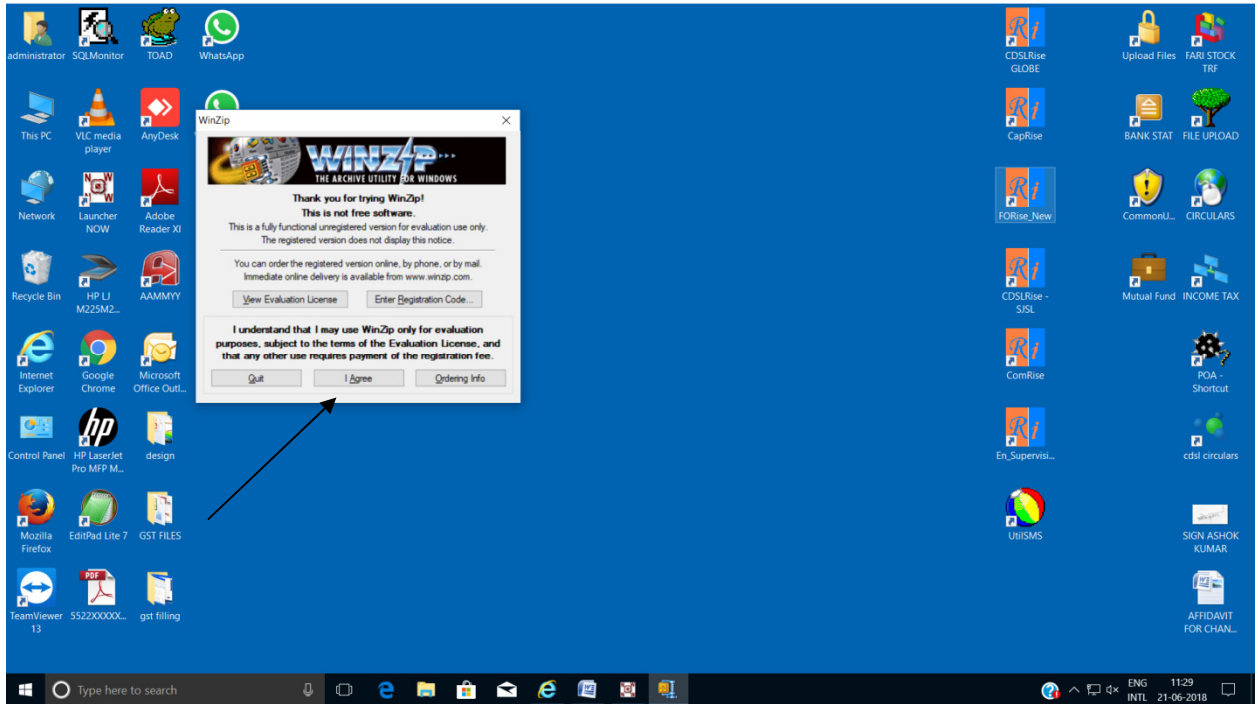 administrator
SQLMonitor
TOAD
WhatsApp
CDSLRise
GLOBE
Upload Files
FARI STOCK
TRF
This PC
VLC media
player
AnyDesk
CapRise
BANK STAT
FILE UPLOAD
Network
Launcher
NOW
Adobe
Reader XI
FORise_New
CommonU...
CIRCULARS
Recycle Bin
HP LJ
M225M2...
AAMMYY
CDSLRise -
SJSL
Mutual Fund
INCOME TAX
Internet
Explorer
Google
Chrome
Microsoft
Office Outl...
ComRise
POA -
Shortcut
Control Panel
HP LaserJet
Pro MFP M...
design
En_Supervisi...
cdsl circulars
Mozilla
Firefox
EditPad Lite 7
GST FILES
UtilSMS
SIGN ASHOK
KUMAR
TeamViewer
13
PDF
5522XXXXX...
gst filling
AFFIDAVIT
FOR CHAN...
WinZip
WINZIP...
THE ARCHIVE UTILITY FOR WINDOWS
Thank you for trying WinZip!
This is not free software.
This is a fully functional unregistered version for evaluation use only.
The registered version does not display this notice.
You can order the registered version online, by phone, or by mail.
Immediate online delivery is available from www.winzip.com.
View Evaluation License
Enter Registration Code...
I understand that I may use WinZip only for evaluation
purposes, subject to the terms of the Evaluation License, and
that any other use requires payment of the registration fee.
Quit
I Agree
Ordering Info
Type here to search
ENG
INTL
11:29
21-06-2018